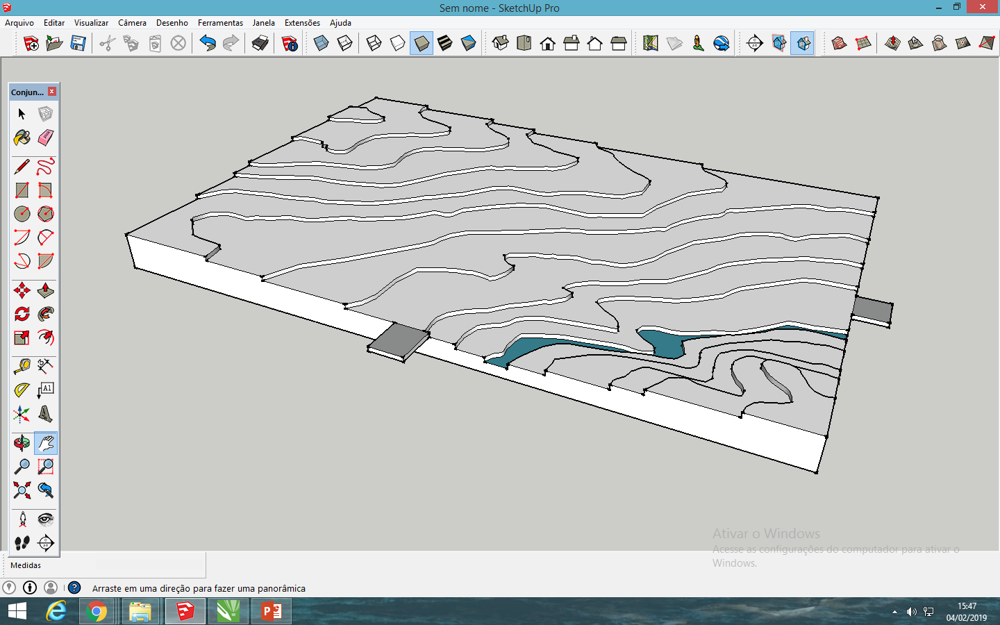 Sem nome - SketchUp Pro
Arquivo Editar Visualizar Câmera Desenho Ferramentas Janela Extensões Ajuda
Conjun...
A1
Medidas
Ativar o Windows
Acesse as configurações do computador para ativar o
Windows.
Arraste em uma direção para fazer uma panorâmica
15:47
04/02/2019